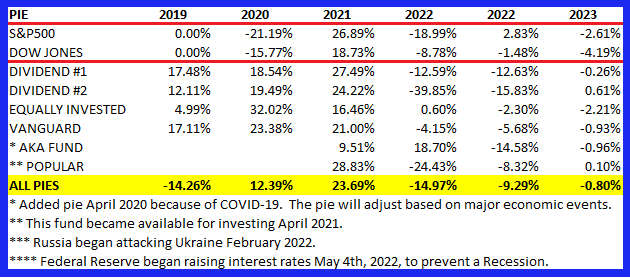 PIE 2019 2020 2021 2022 2022 2023
S&P500 0.00% -21.19% 26.89% -18.99% 2.83% -2.61%
DOW JONES 0.00% -15.77% 18.73% -8.78% -1.48% -4.19%
DIVIDEND #1 17.48% 18.54% 27.49% -12.59% -12.63% -0.26%
DIVIDEND #2 12.11% 19.49% 24.22% -39.85% -15.83% 0.61%
EQUALLY INVESTED 4.99% 32.02% 16.46% 0.60% -2.30% -2.21%
VANGUARD 17.11% 23.38% 21.00% -4.15% -5.68% -0.93%
* AKA FUND 9.51% 18.70% -14.58% -0.96%
** POPULAR 28.83% -24.43% -8.32% 0.10%
ALL PIES -14.26% 12.39% 23.69% -14.97% -9.29% -0.80%
* Added pie April 2020 because of COVID-19. The pie will adjust based on major economic events.
** This fund became available for investing April 2021.
*** Russia began attacking Ukraine February 2022.
**** Federal Reserve began raising interest rates May 4th, 2022, to prevent a Recession.